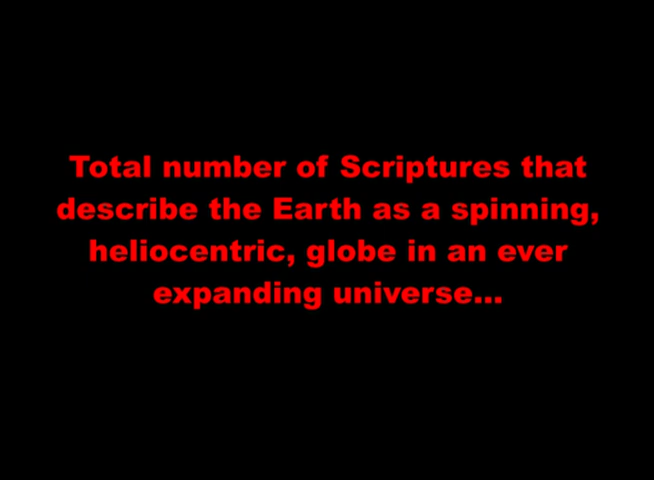 Total number of Scriptures that
describe the Earth as a spinning,
heliocentric, globe in an ever
expanding universe...